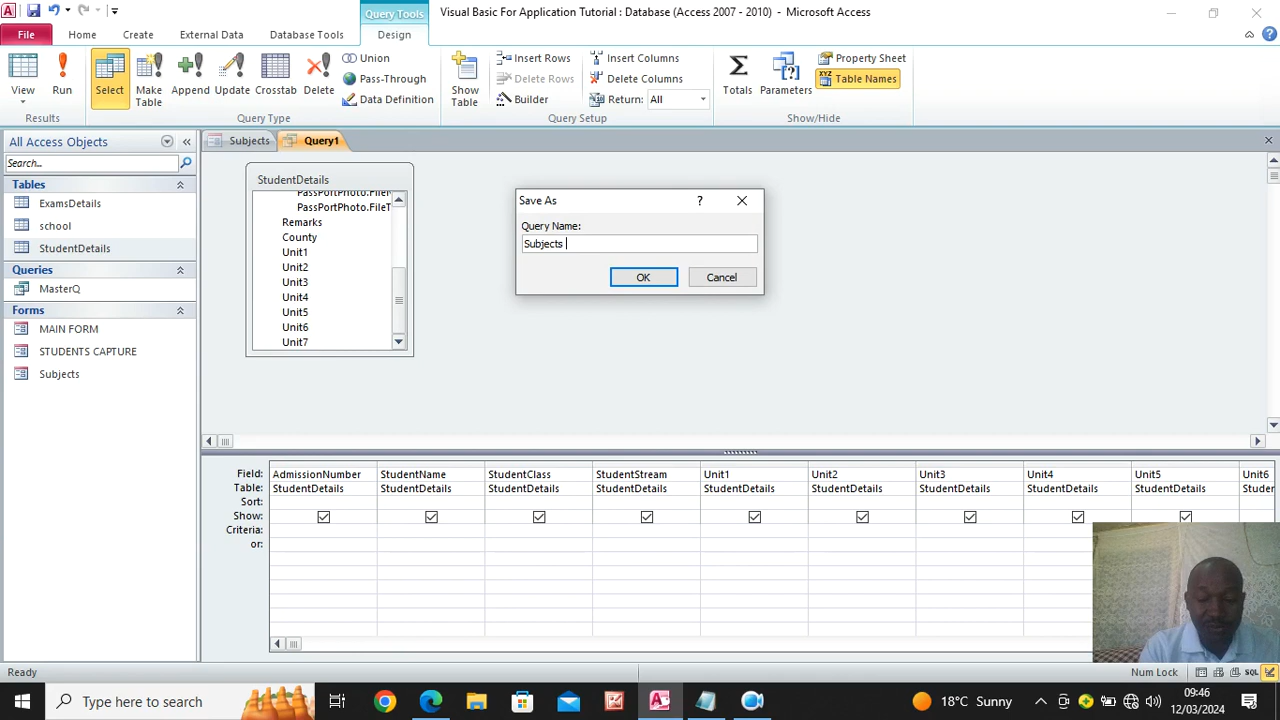 Query Tools
Visual Basic For Application Tutorial : Database (Access 2007 - 2010) - Microsoft Access
File
Home
Create
External Data
Database Tools
Design
View
Run
Select
Make Table
Append
Update
Crosstab
Delete
Union
Pass-Through
Data Definition
Show Table
Insert Rows
Delete Rows
Builder
Insert Columns
Delete Columns
Return: All
Totals
Parameters
Property Sheet
Table Names
Results
Query Type
Query Setup
Show/Hide
All Access Objects
Search...
Tables
ExamsDetails
school
StudentDetails
Queries
MasterQ
Forms
MAIN FORM
STUDENTS CAPTURE
Subjects
Subjects
Query1
StudentDetails
PassPortPhoto.FileT
Remarks
County
Unit1
Unit2
Unit3
Unit4
Unit5
Unit6
Unit7
Save As
Query Name:
Subjects
OK
Cancel
Field: AdmissionNumber StudentName StudentClass StudentStream Unit1 Unit2 Unit3 Unit4 Unit5 Unit6
Table: StudentDetails StudentDetails StudentDetails StudentDetails StudentDetails StudentDetails StudentDetails StudentDetails StudentDetails Studen
Sort:
Show:
Criteria:
or:
Ready
Num Lock
SQL
Type here to search
18°C Sunny
09:46
12/03/2024